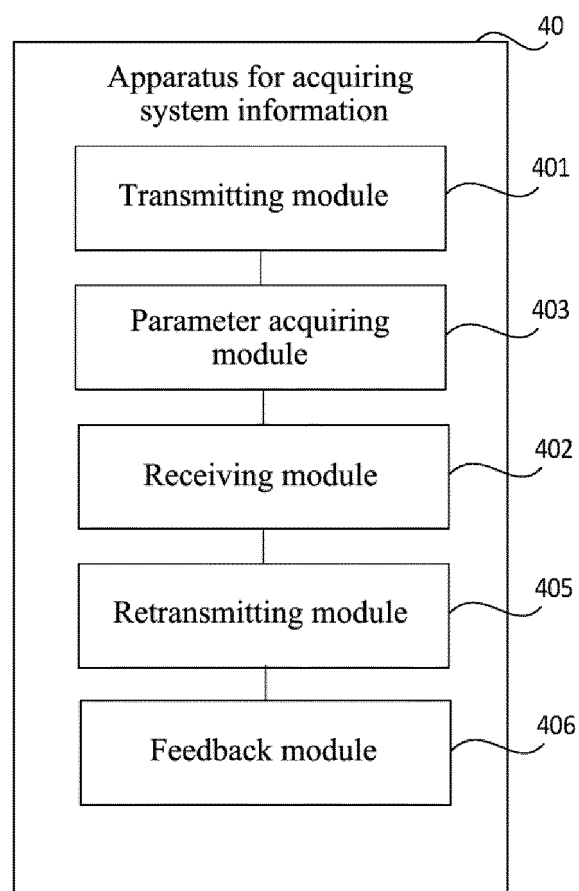 40
Apparatus for acquiring
system information
Transmitting module
401
Parameter acquiring
module
403
Receiving module
402
Retransmitting module
405
Feedback module
406